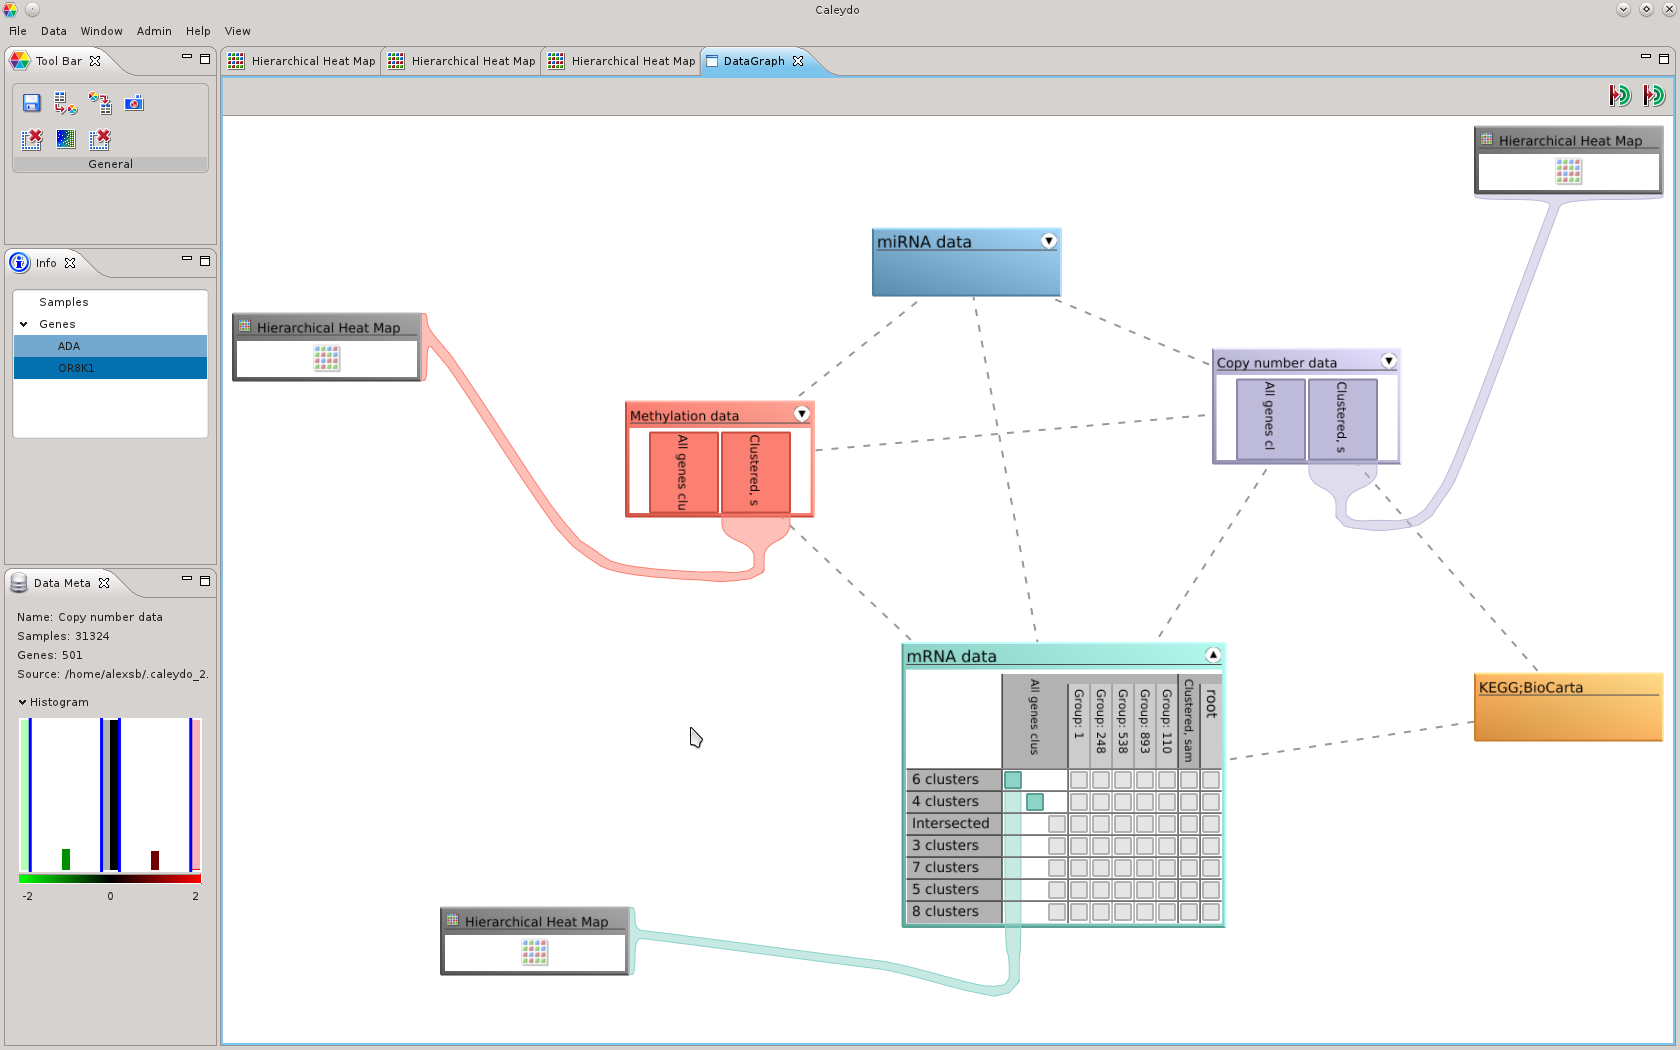 Caleydo
File Data Window Admin Help View
Tool Bar
General
Info
Samples
Genes
ADA
OR8K1
Data Meta
Name: Copy number data
Samples: 31324
Genes: 501
Source: /home/alexsb/.caleydo_2.
Histogram
-2 0 2
Hierarchical Heat Map Hierarchical Heat Map Hierarchical Heat Map DataGraph
Hierarchical Heat Map
miRNA data
Hierarchical Heat Map
Copy number data
All genes cl
Clustered, s
Methylation data
All genes clu
Clustered, s
mRNA data
All genes clus
Group: 1
Group: 248
Group: 538
Group: 893
Group: 110
Clustered, sam
root
6 clusters
4 clusters
Intersected
3 clusters
7 clusters
5 clusters
8 clusters
KEGG;BioCarta
Hierarchical Heat Map